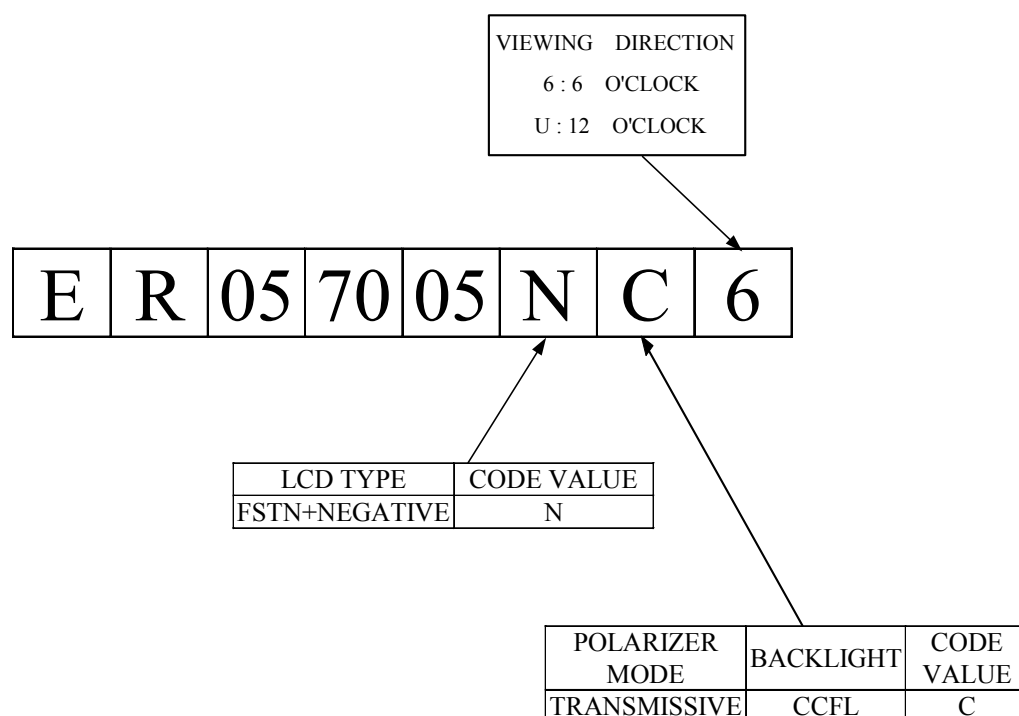 VIEWING DIRECTION
6 : 6 O'CLOCK
U : 12 O'CLOCK
E R 05 70 05 N C 6
LCD TYPE CODE VALUE
FSTN+NEGATIVE N
POLARIZER MODE BACKLIGHT CODE VALUE
TRANSMISSIVE CCFL C